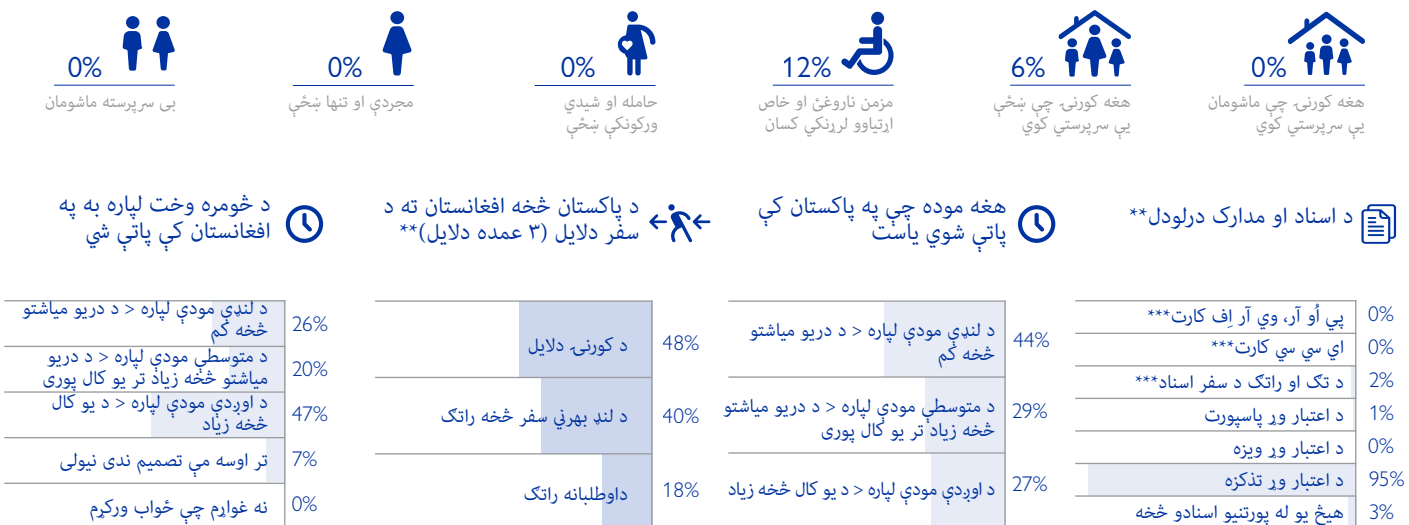 0%
هغه کورنۍ چې ماشومان
یې سرپرستي کوي
6%
هغه کورنۍ چې ښځې
یې سرپرستي کوي
12%
مزمن ناروغئ او خاص
اړتیاوو لرړنکي کسان
0%
حامله او شیدې
ورکونکې ښځې
0%
مجردې او تنها ښځې
0%
بی سرپرسته ماشومان
د اسناد او مدارک درلودل**
0% پي اُو آر، وي آر اِف کارت***
0% اې سي سي کارت***
2% د تګ او راتګ د سفر اسناد***
1% د اعتبار وړ پاسپورت
0% د اعتبار وړ ویزه
95% د اعتبار وړ تذکزه
3% هیڅ یو له پورتنیو اسنادو څخه
هغه موده چې په پاکستان کې
پاتې شوي یاست
44% د لنډې مودې لپاره < د دریو میاشتو
څخه کم
29% د متوسطې مودې لپاره < د دریو میاشتو
څخه زیاد تر یو کال پوری
27% د اوږدې مودې لپاره < د یو کال څخه زیاد
د پاکستان څخه افغانستان ته د
سفر دلایل (۳ عمده دلایل)**
48% د کورنۍ دلایل
40% د لنډ بهرني سفر څخه راتګ
18% داوطلبانه راتګ
د څومره وخت لپاره به په
افغانستان کې پاتې شي
26% د لنډې مودې لپاره < د دریو میاشتو
څخه کم
20% د متوسطې مودې لپاره < د دریو
میاشتو څخه زیاد تر یو کال پوری
47% د اوږدې مودې لپاره < د یو کال
څخه زیاد
7% تر اوسه مې تصمیم ندی نیولی
0% نه غواړم چې ځواب ورکړم